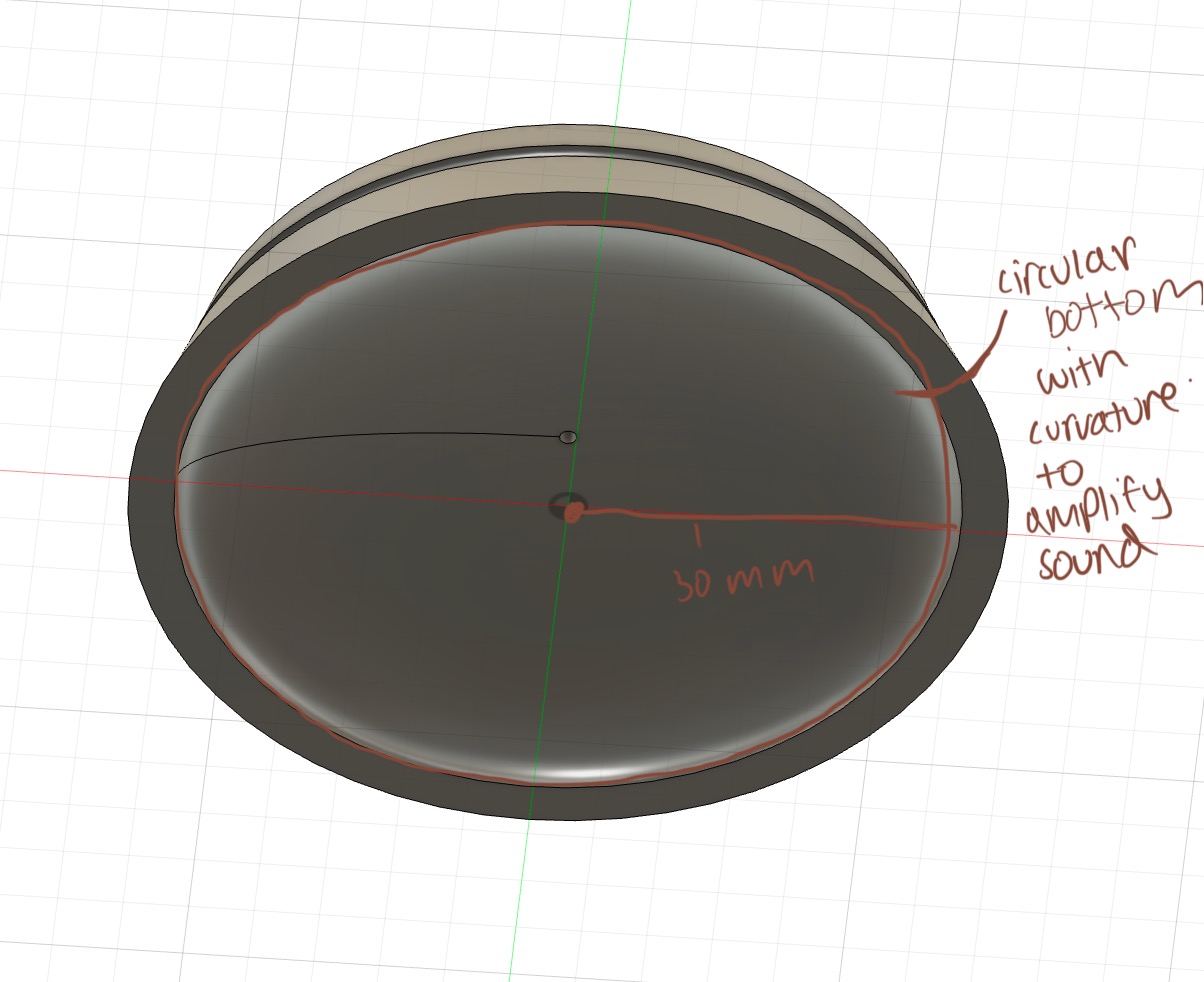 circular
bottom
with
curvature
to
amplify
sound
30 mm